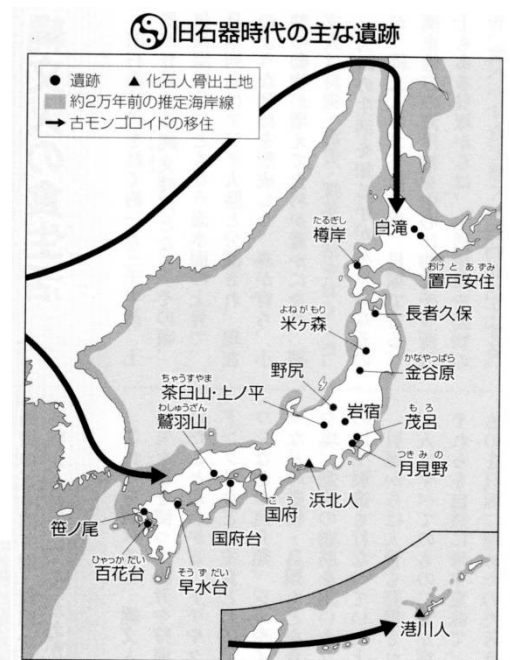 旧石器時代の主な遺跡
● 遺跡 ▲ 化石人骨出土地
約2万年前の推定海岸線
→ 古モンゴロイドの移住
たるぎし
樽岸
白滝
おけとあずみ
置戸安住
よねがもり
米ヶ森
長者久保
かなやっぱら
金谷原
野尻
ちゃうすやま
茶臼山・上ノ平
岩宿
もろ
茂呂
わしゅうざん
鷲羽山
つきみの
月見野
こう
国府
浜北人
笹ノ尾
国府台
ひゃっかだい
百花台
そうずだい
早水台
港川人